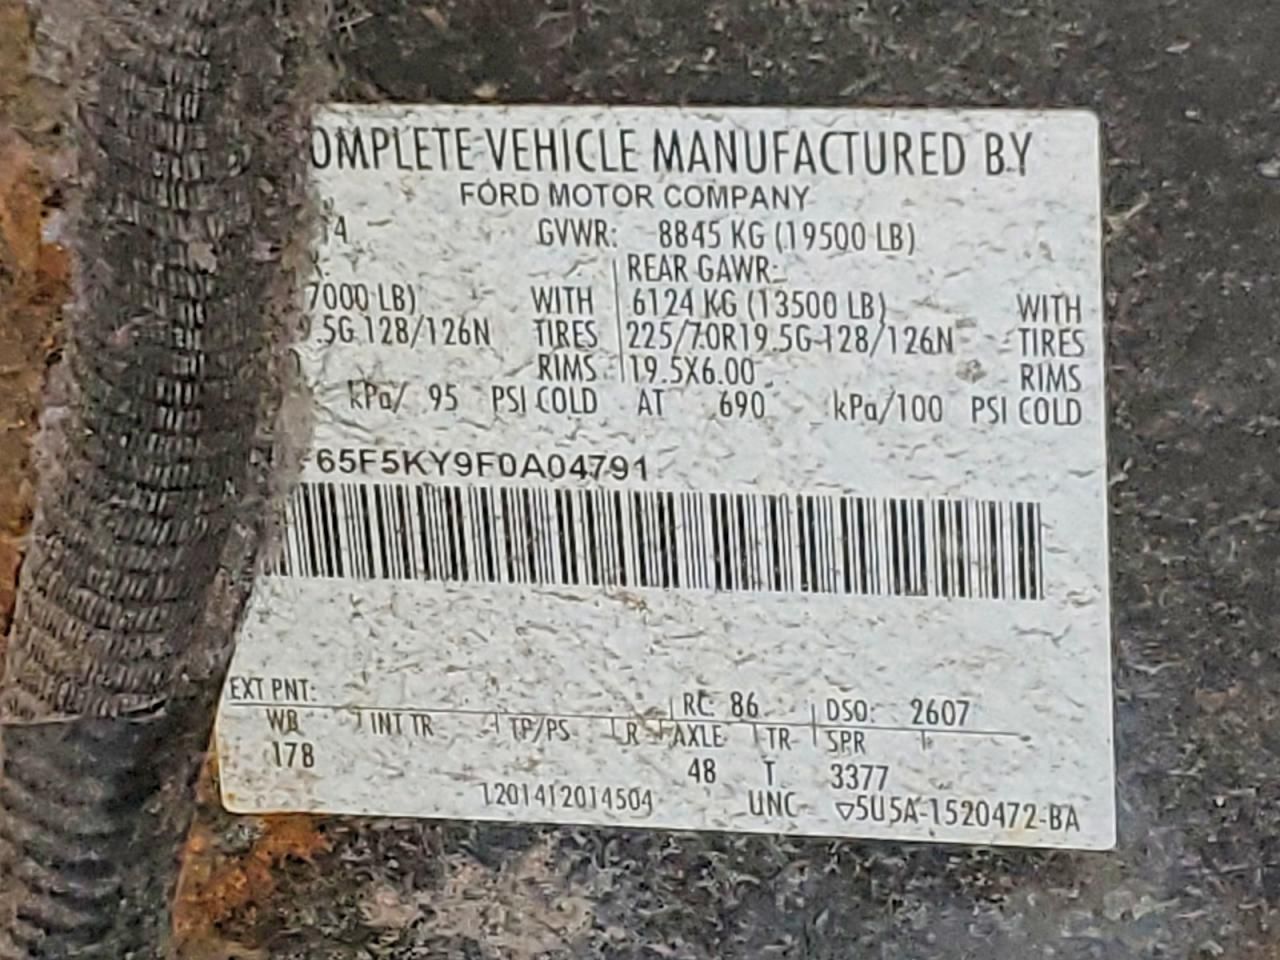 OMPLETE VEHICLE MANUFACTURED BY
FORD MOTOR COMPANY
14 GVWR: 8845 KG (19500 LB)
REAR GAWR:
7000 LB) WITH 6124 KG (13500 LB) WITH
.5G 128/126N TIRES 225/70R19.5G 128/126N TIRES
RIMS 19.5X6.00 RIMS
kPa/ 95 PSI COLD AT 690 kPa/100 PSI COLD
F65F5KY9F0A04791
EXT PNT: RC: 86 DSO: 2607
WB INT TR TP/PS R AXLE TR SPR
178 48 T 3377
1201412014504 UNC ▽5U5A-1520472-BA